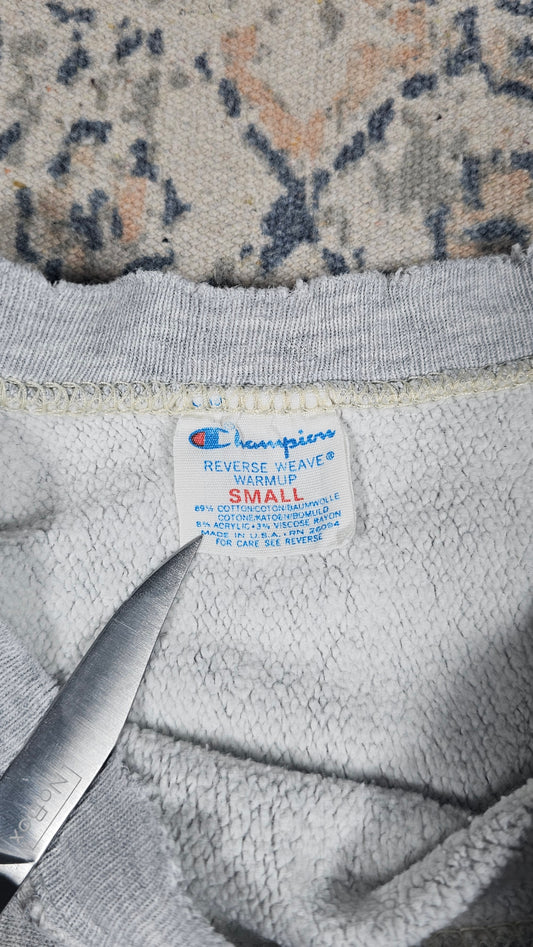 Champion
REVERSE WEAVE®
WARMUP
SMALL
89% COTTON/COTON/BAUMWOLLE
COTONE/KATOEN/BOMULD
8% ACRYLIC • 3% VISCOSE RAYON
MADE IN U.S.A. • RN 26094
FOR CARE SEE REVERSE
NoRox